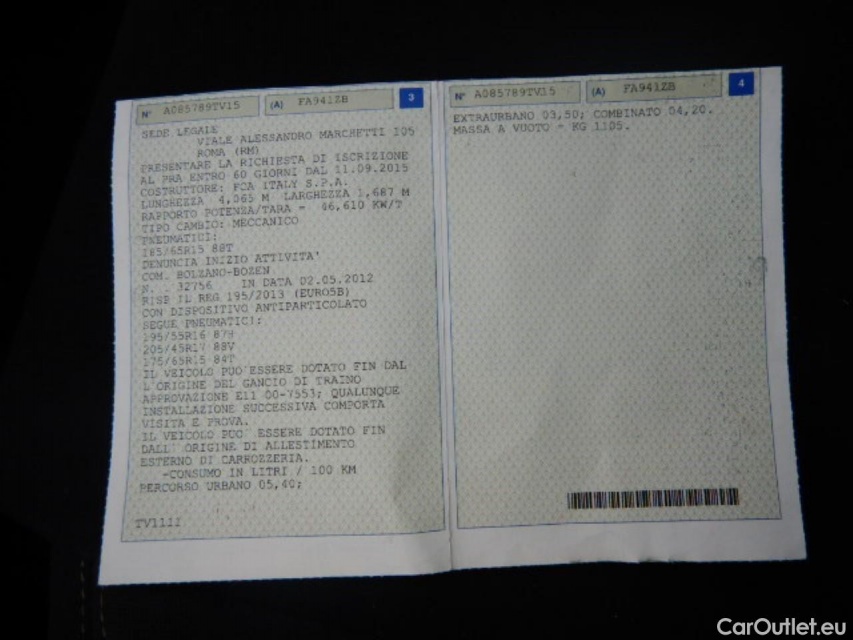 N° A085789TV15 (A) FA941ZB 3
SEDE LEGALE
VIALE ALESSANDRO MARCHETTI 105
ROMA (RM)
PRESENTARE LA RICHIESTA DI ISCRIZIONE
AL PRA ENTRO 60 GIORNI DAL 11.09.2015
COSTRUTTORE: FCA ITALY S.P.A.
LUNGHEZZA 4,065 M LARGHEZZA 1,687 M
RAPPORTO POTENZA/TARA = 46,610 KW/T
TIPO CAMBIO: MECCANICO
PNEUMATICI:
185/65R15 88T
DENUNCIA INIZIO ATTIVITA'
COM. BOLZANO-BOZEN
N. 32756 IN DATA 02.05.2012
RISP IL REG 195/2013 (EURO5B)
CON DISPOSITIVO ANTIPARTICOLATO
SEGUE PNEUMATICI:
195/55R16 87H
205/45R17 88V
175/65R15 84T
IL VEICOLO PUO'ESSERE DOTATO FIN DAL
L'ORIGINE DEL GANCIO DI TRAINO
APPROVAZIONE E11 00-7553; QUALUNQUE
INSTALLAZIONE SUCCESSIVA COMPORTA
VISITA E PROVA.
IL VEICOLO PUO' ESSERE DOTATO FIN
DALL' ORIGINE DI ALLESTIMENTO
ESTERNO DI CARROZZERIA.
-CONSUMO IN LITRI / 100 KM
PERCORSO URBANO 05,40;
TV1111
N° A085789TV15 (A) FA941ZB 4
EXTRAURBANO 03,50; COMBINATO 04,20.
MASSA A VUOTO - KG 1105.
CarOutlet.eu